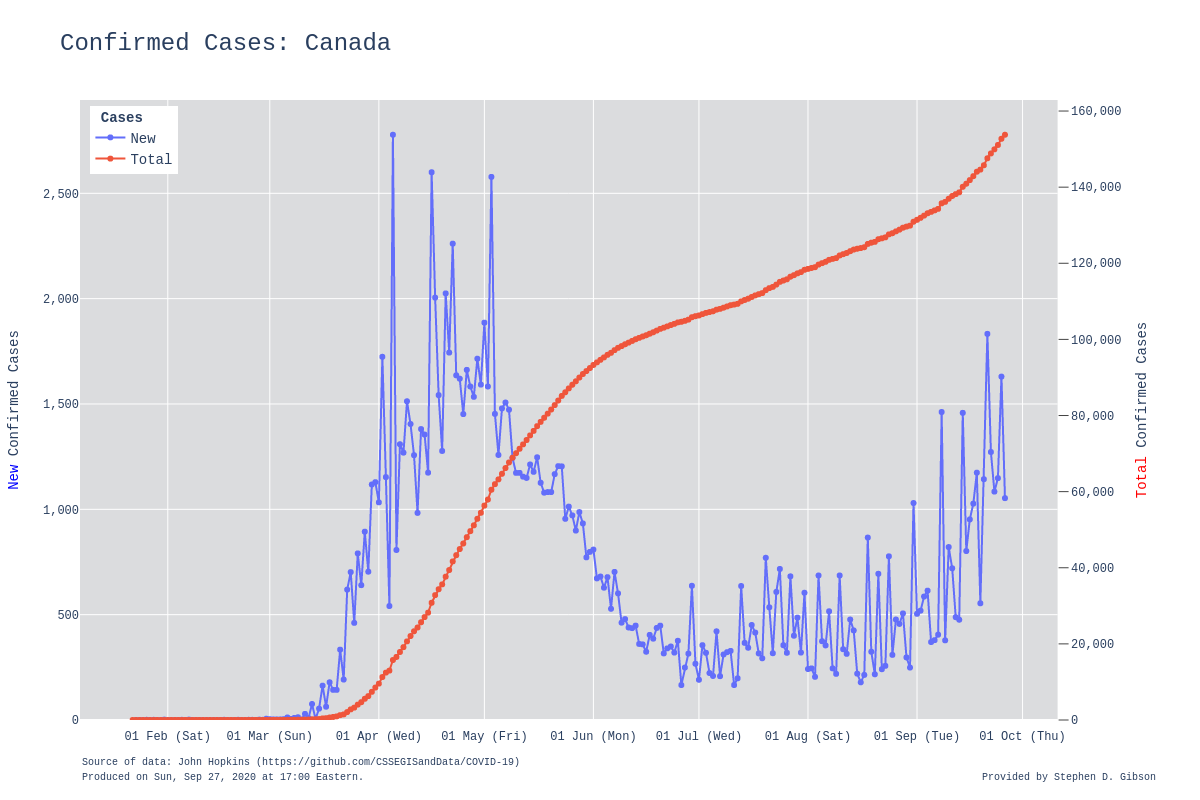 Confirmed Cases: Canada
Cases
New
Total
2,500
2,000
1,500
1,000
500
0
New Confirmed Cases
160,000
140,000
120,000
100,000
80,000
60,000
40,000
20,000
0
Total Confirmed Cases
01 Feb (Sat) 01 Mar (Sun) 01 Apr (Wed) 01 May (Fri) 01 Jun (Mon) 01 Jul (Wed) 01 Aug (Sat) 01 Sep (Tue) 01 Oct (Thu)
Source of data: John Hopkins (https://github.com/CSSEGISandData/COVID-19)
Produced on Sun, Sep 27, 2020 at 17:00 Eastern.
Provided by Stephen D. Gibson